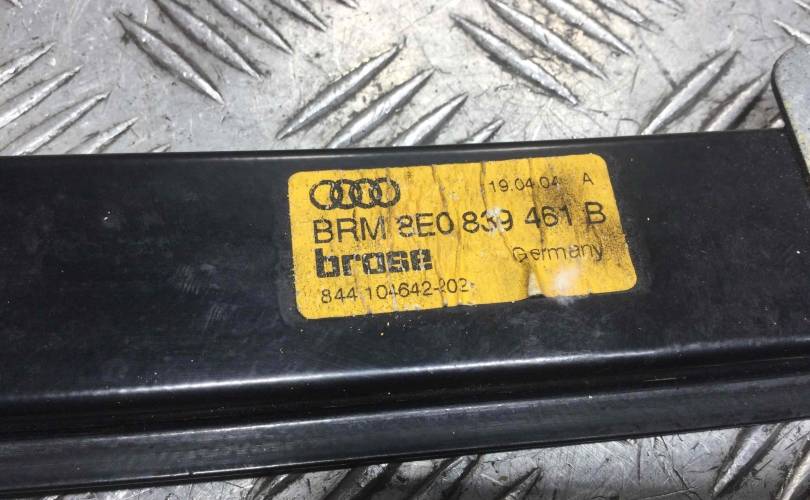 19.04.04 A
BRM 8E0 839 461 B
brose Germany
844 104642-202